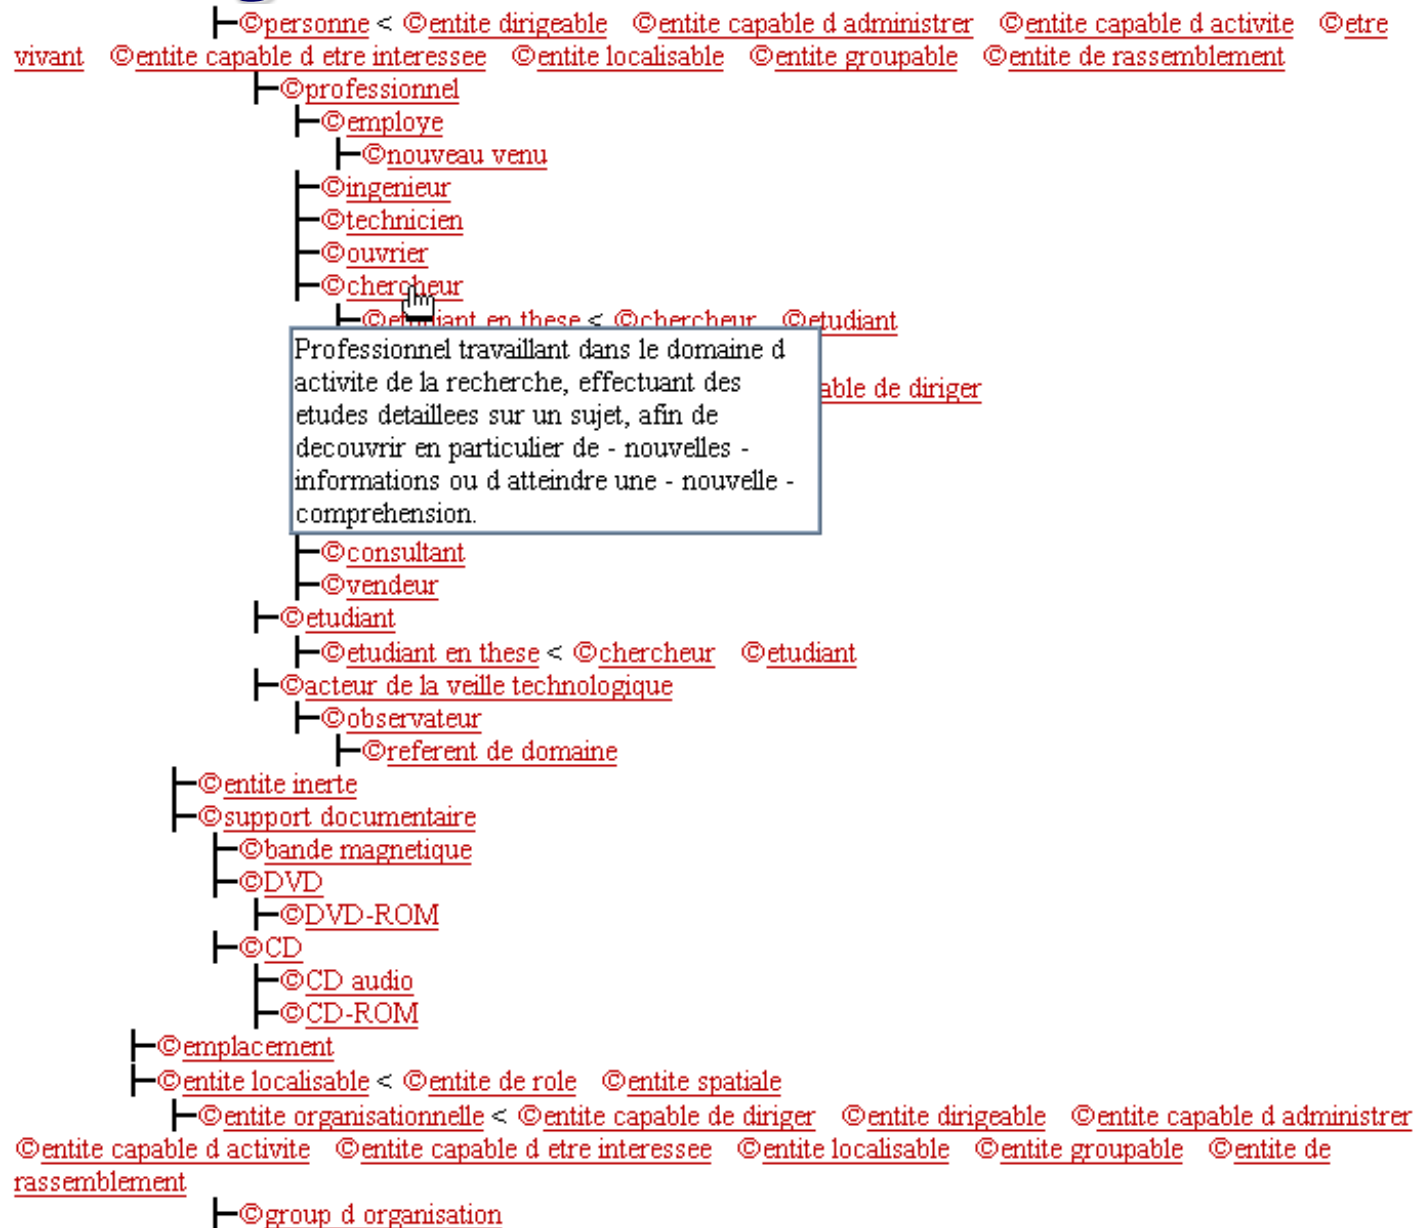 ©personne < ©entite dirigeable ©entite capable d administrer ©entite capable d activite ©etre
vivant ©entite capable d etre interessee ©entite localisable ©entite groupable ©entite de rassemblement
©professionnel
©employe
©nouveau venu
©ingenieur
©technicien
©ouvrier
©chercheur
©etudiant en these < ©chercheur ©etudiant
Professionnel travaillant dans le domaine d
activite de la recherche, effectuant des
able de diriger
etudes detaillees sur un sujet, afin de
decouvrir en particulier de - nouvelles -
informations ou d atteindre une - nouvelle -
comprehension.
©consultant
©vendeur
©etudiant
©etudiant en these < ©chercheur ©etudiant
©acteur de la veille technologique
©observateur
©referent de domaine
©entite inerte
©support documentaire
©bande magnetique
©DVD
©DVD-ROM
©CD
©CD audio
©CD-ROM
©emplacement
©entite localisable < ©entite de role ©entite spatiale
©entite organisationnelle < ©entite capable de diriger ©entite dirigeable ©entite capable d administrer
©entite capable d activite ©entite capable d etre interessee ©entite localisable ©entite groupable ©entite de
rassemblement
©group d organisation